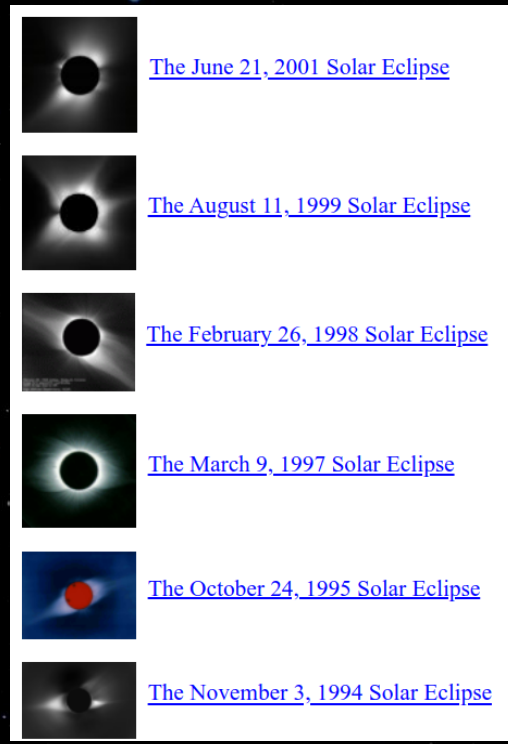 The June 21, 2001 Solar Eclipse
The August 11, 1999 Solar Eclipse
The February 26, 1998 Solar Eclipse
The March 9, 1997 Solar Eclipse
The October 24, 1995 Solar Eclipse
The November 3, 1994 Solar Eclipse